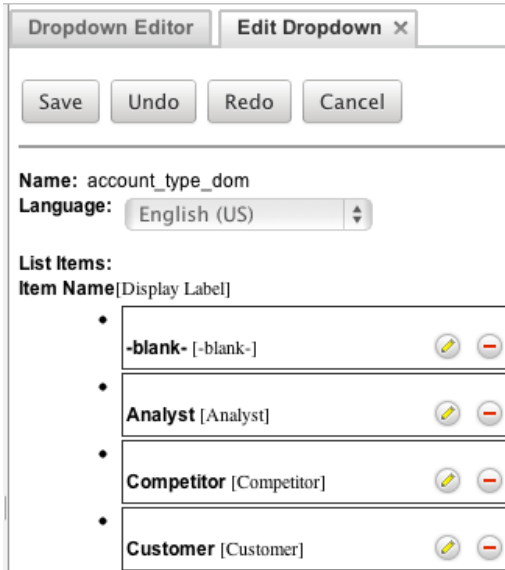 Dropdown Editor Edit Dropdown ×
Save Undo Redo Cancel
Name: account_type_dom
Language: English (US)
List Items:
Item Name[Display Label]
-blank- [-blank-]
Analyst [Analyst]
Competitor [Competitor]
Customer [Customer]